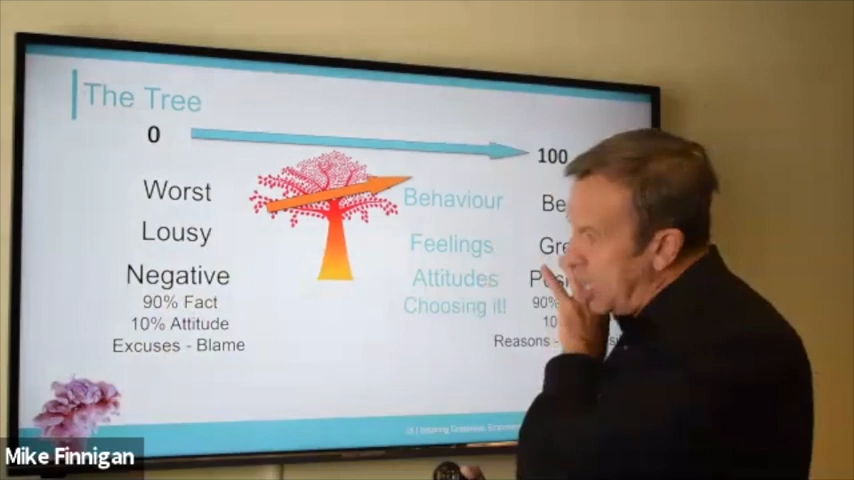 The Tree
0
100
Worst
Behaviour
Lousy
Feelings
Negative
Attitudes
90% Fact
Choosing it!
10% Attitude
Excuses - Blame
Reasons -
Mike Finnigan